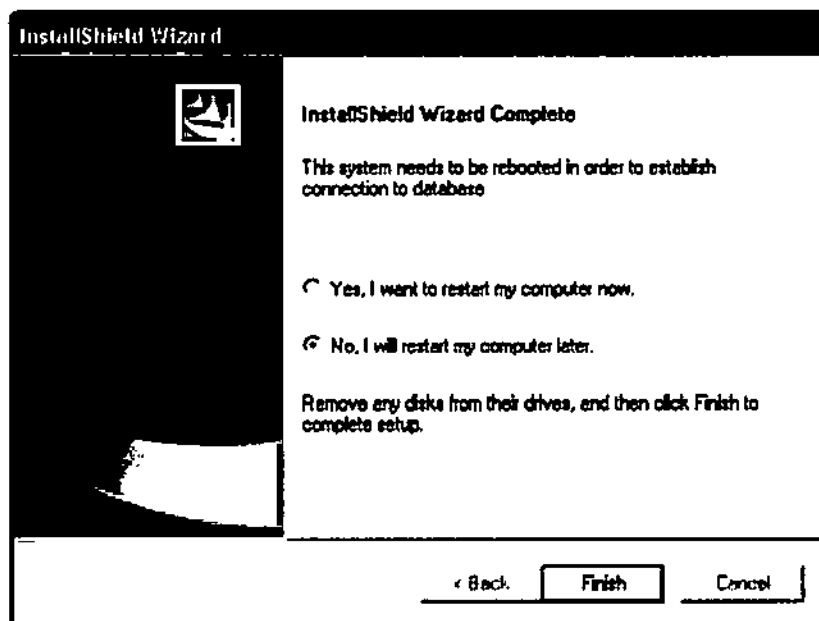 InstallShield Wizard
InstallShield Wizard Complete
This system needs to be rebooted in order to establish
connection to database
Yes, I want to restart my computer now.
No, I will restart my computer later.
Remove any disks from their drives, and then click Finish to
complete setup.
< Back
Finish
Cancel